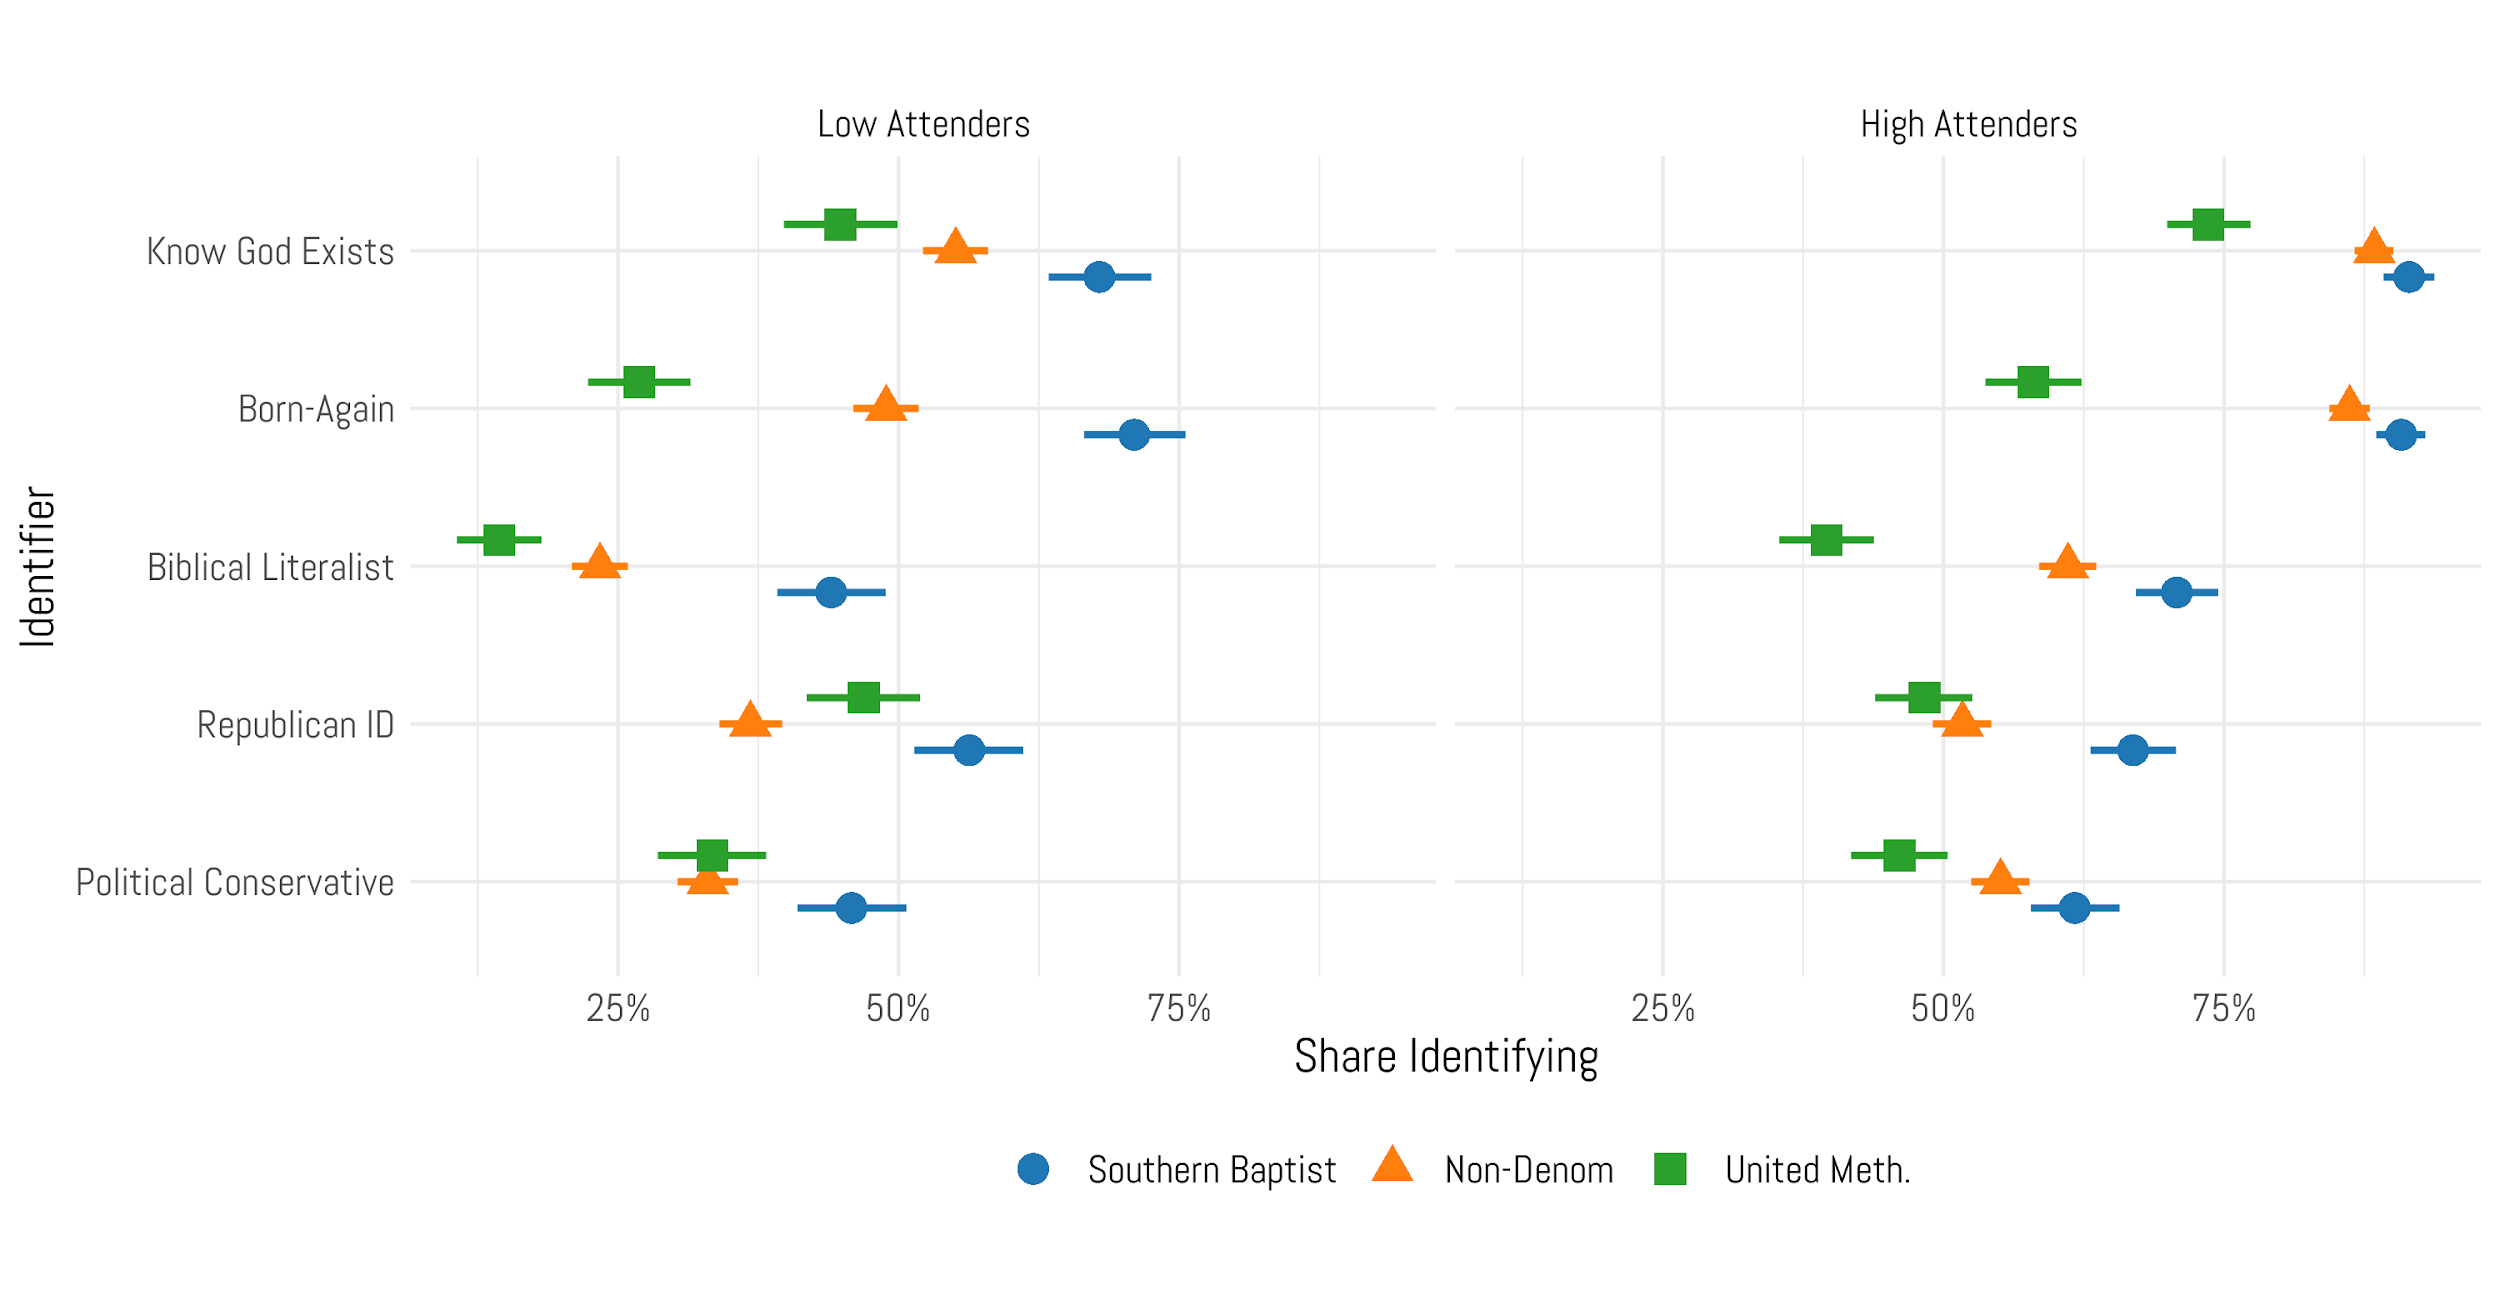 Low Attenders
High Attenders
Know God Exists
Born-Again
Biblical Literalist
Republican ID
Political Conservative
Identifier
25% 50% 75% 25% 50% 75%
Share Identifying
Southern Baptist Non-Denom United Meth.